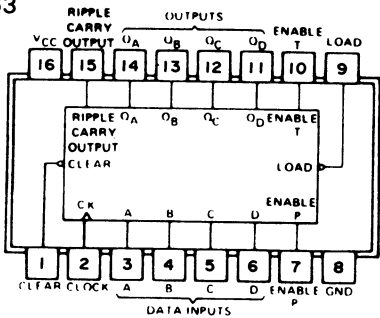 63
RIPPLE
CARRY
OUTPUT
OUTPUTS
VCC QA QB QC QD ENABLE T LOAD
16 15 14 13 12 11 10 9
RIPPLE CARRY OUTPUT QA QB QC QD ENABLE T
CLEAR LOAD
CK A B C D ENABLE P
1 2 3 4 5 6 7 8
CLEAR CLOCK A B C D ENABLE P GND
DATA INPUTS